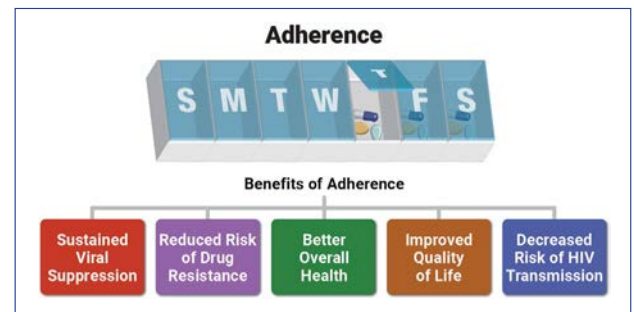 Adherence
S M T W T F S
Benefits of Adherence
Sustained
Viral
Suppression
Reduced Risk
of Drug
Resistance
Better
Overall
Health
Improved
Quality
of Life
Decreased
Risk of HIV
Transmission